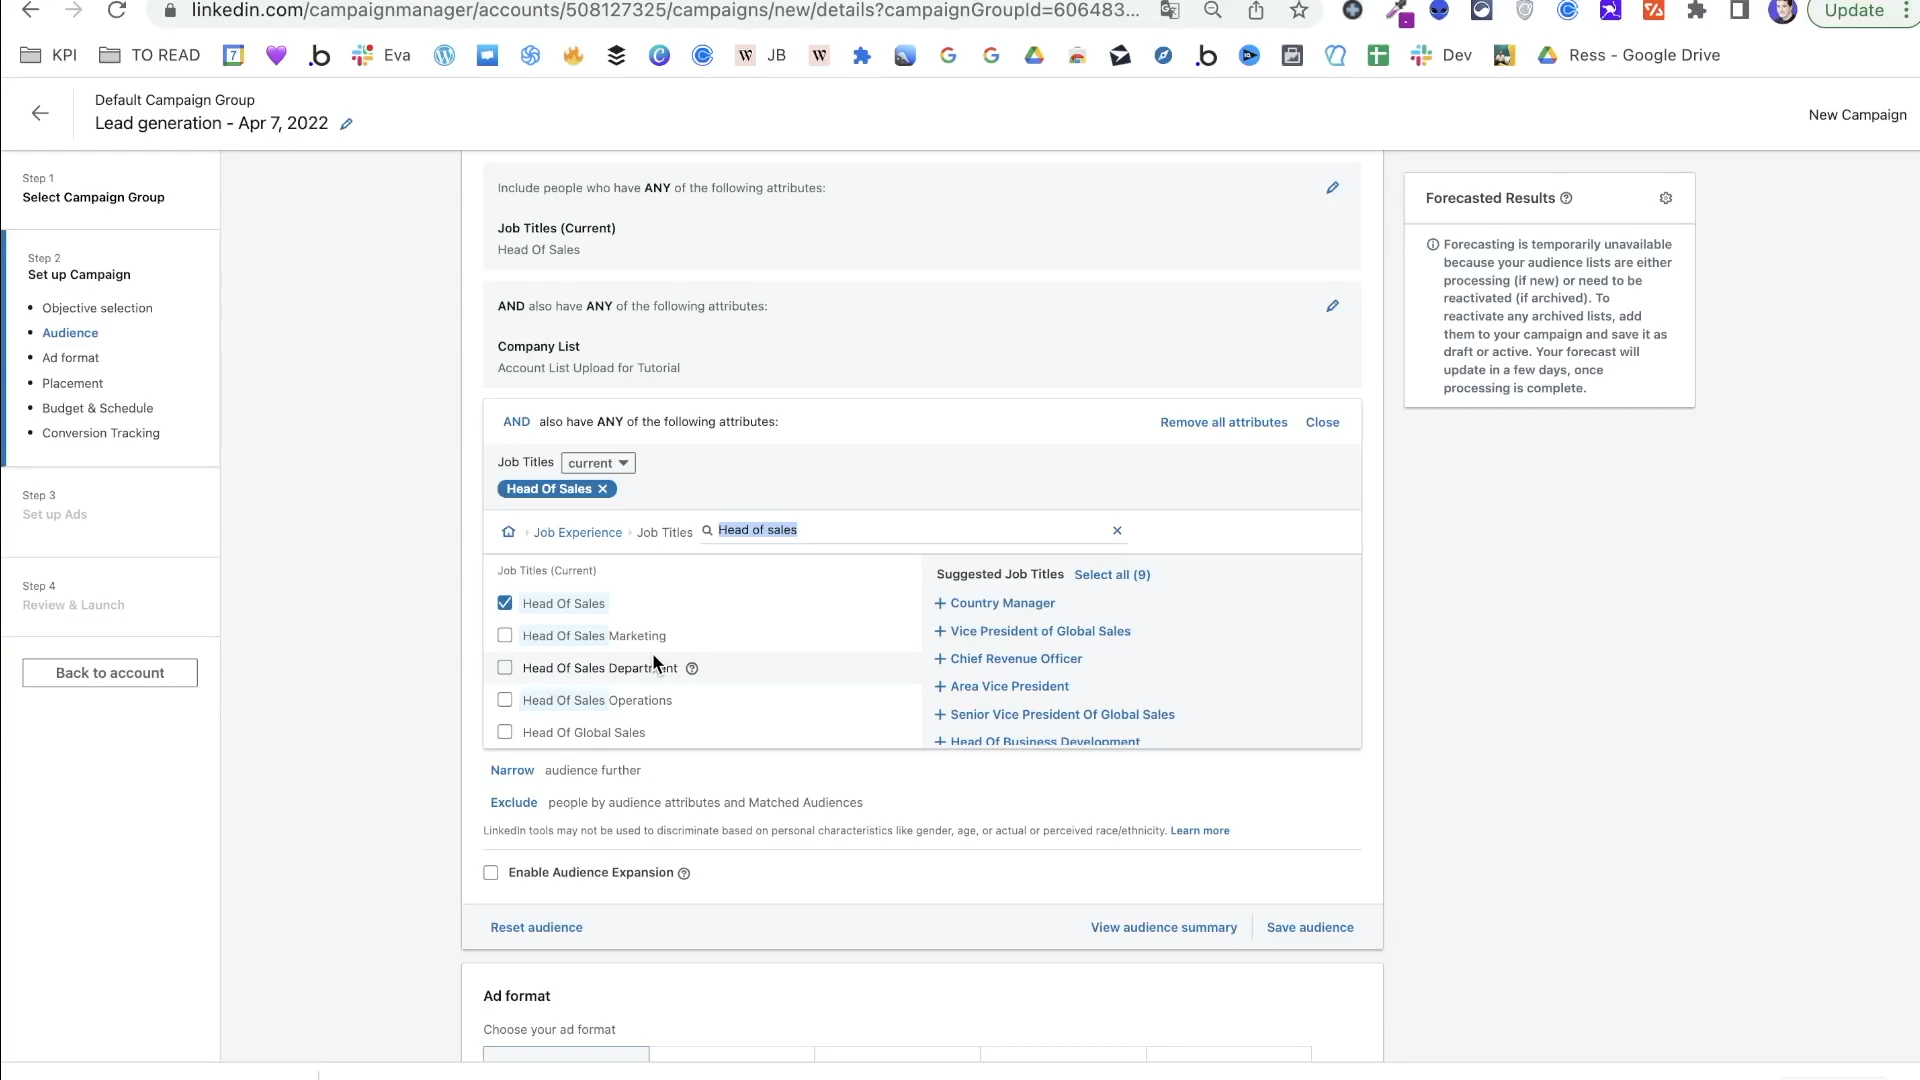 linkedin.com/campaignmanager/accounts/508127325/campaigns/new/details?campaignGroupId=606483...
Update
KPI
TO READ
7
Eva
JB
Dev
Ress - Google Drive
Default Campaign Group
Lead generation - Apr 7, 2022
New Campaign
Step 1
Select Campaign Group
Step 2
Set up Campaign
Objective selection
Audience
Ad format
Placement
Budget & Schedule
Conversion Tracking
Step 3
Set up Ads
Step 4
Review & Launch
Back to account
Include people who have ANY of the following attributes:
Job Titles (Current)
Head Of Sales
AND also have ANY of the following attributes:
Company List
Account List Upload for Tutorial
AND also have ANY of the following attributes:
Remove all attributes
Close
Job Titles current
Head Of Sales
Job Experience
Job Titles
Head of sales
Job Titles (Current)
Head Of Sales
Head Of Sales Marketing
Head Of Sales Department
Head Of Sales Operations
Head Of Global Sales
Suggested Job Titles Select all (9)
Country Manager
Vice President of Global Sales
Chief Revenue Officer
Area Vice President
Senior Vice President Of Global Sales
Head Of Business Development
Narrow audience further
Exclude people by audience attributes and Matched Audiences
LinkedIn tools may not be used to discriminate based on personal characteristics like gender, age, or actual or perceived race/ethnicity. Learn more
Enable Audience Expansion
Reset audience
View audience summary
Save audience
Ad format
Choose your ad format
Forecasted Results
Forecasting is temporarily unavailable
because your audience lists are either
processing (if new) or need to be
reactivated (if archived). To
reactivate any archived lists, add
them to your campaign and save it as
draft or active. Your forecast will
update in a few days, once
processing is complete.